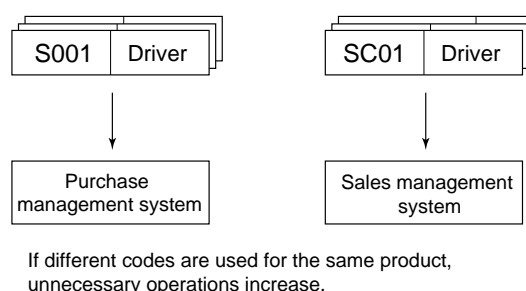 S001 Driver
SC01 Driver
Purchase
management system
Sales management
system
If different codes are used for the same product,
unnecessary operations increase.